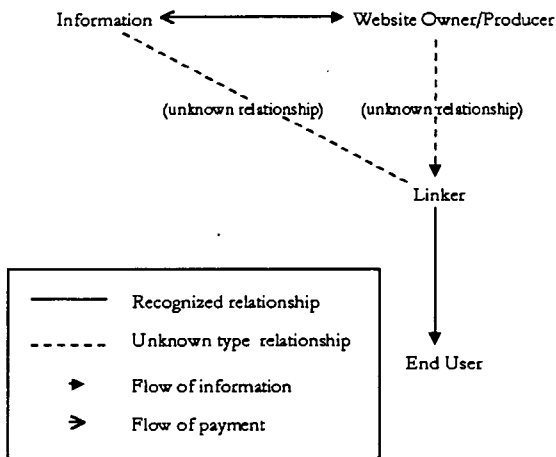 Information
Website Owner/Producer
(unknown relationship)
(unknown relationship)
Linker
Recognized relationship
Unknown type relationship
End User
Flow of information
Flow of payment